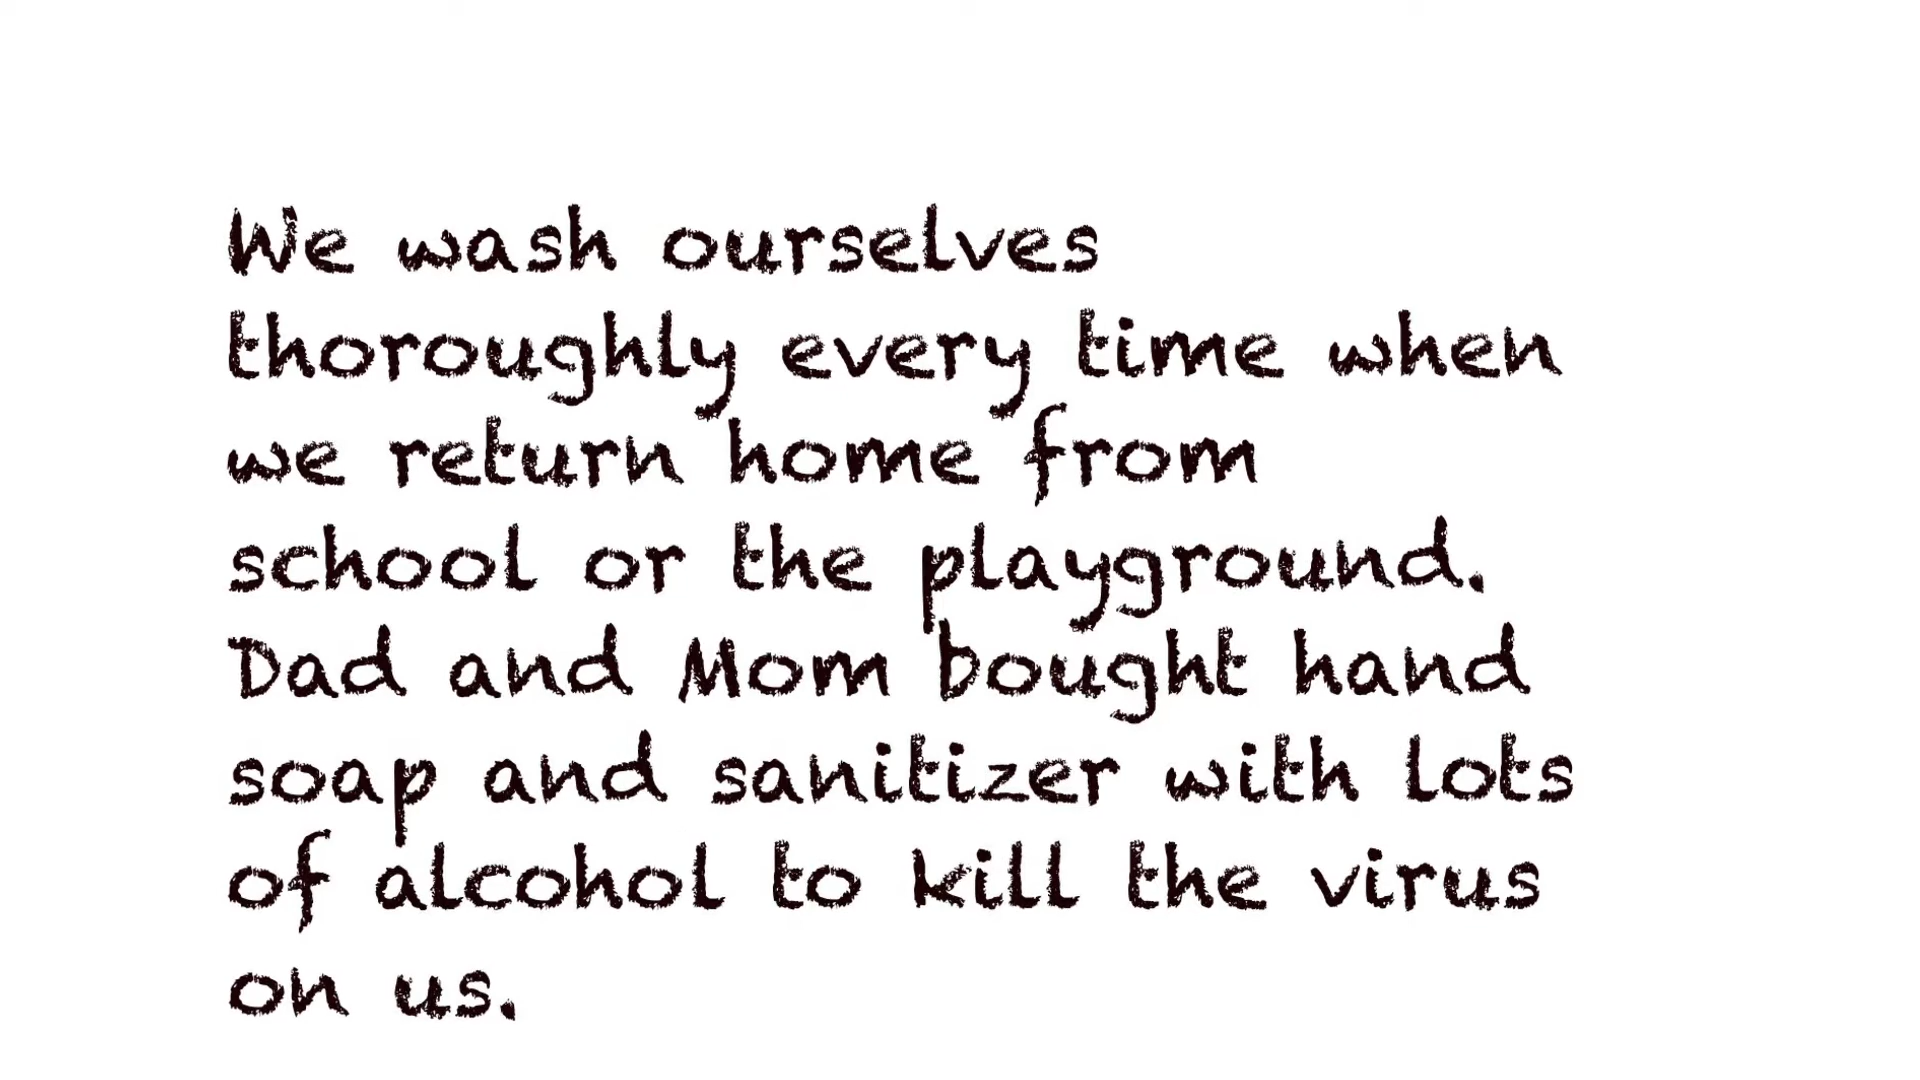 We wash ourselves
thoroughly every time when
we return home from
school or the playground.
Dad and Mom bought hand
soap and sanitizer with lots
of alcohol to kill the virus
on us.